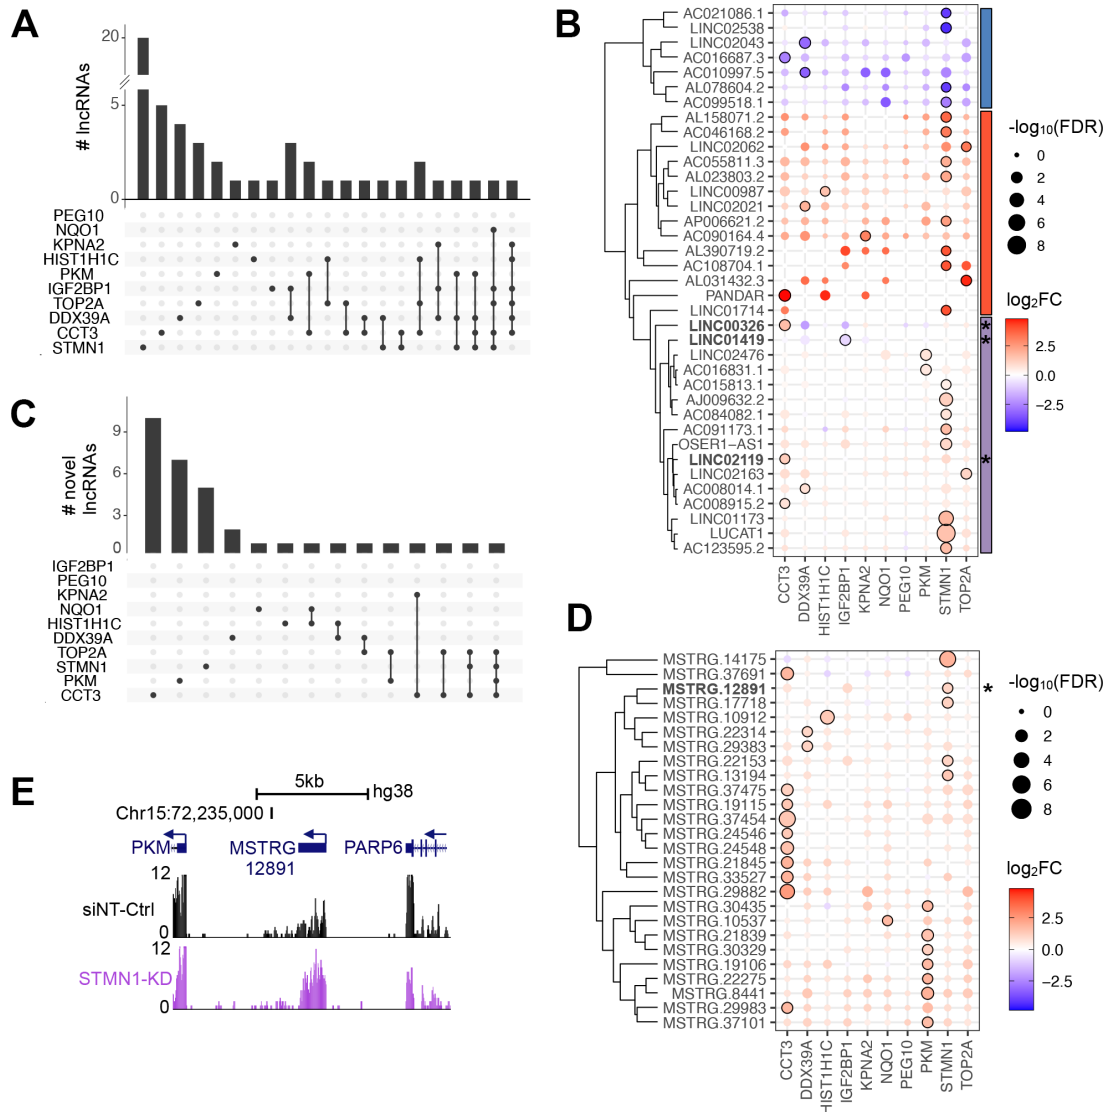 A
20
5
0
# lncRNAs
PEG10
NQO1
KPNA2
HIST1H1C
PKM
IGF2BP1
TOP2A
DDX39A
CCT3
STMN1
B
AC021086.1
LINC02538
LINC02043
AC016687.3
AC010997.5
AL078604.2
AC099518.1
AL158071.2
AC046168.2
LINC02062
AC055811.3
AL023803.2
LINC00987
LINC02021
AP006621.2
AC090164.4
AL390719.2
AC108704.1
AL031432.3
PANDAR
LINC01714
LINC00326 *
LINC01419 *
LINC02476
AC016831.1
AC015813.1
AJ009632.2
AC084082.1
AC091173.1
OSER1−AS1
LINC02119 *
LINC02163
AC008014.1
AC008915.2
LINC01173
LUCAT1
AC123595.2
CCT3
DDX39A
HIST1H1C
IGF2BP1
KPNA2
NQO1
PEG10
PKM
STMN1
TOP2A
-log10(FDR)
0
2
4
6
8
log2FC
2.5
0.0
−2.5
C
9
6
3
0
# novel
lncRNAs
IGF2BP1
PEG10
KPNA2
NQO1
HIST1H1C
DDX39A
TOP2A
STMN1
PKM
CCT3
D
MSTRG.14175
MSTRG.37691
MSTRG.12891 *
MSTRG.17718
MSTRG.10912
MSTRG.22314
MSTRG.29383
MSTRG.22153
MSTRG.13194
MSTRG.37475
MSTRG.19115
MSTRG.37454
MSTRG.24546
MSTRG.24548
MSTRG.21845
MSTRG.33527
MSTRG.29882
MSTRG.30435
MSTRG.10537
MSTRG.21839
MSTRG.30329
MSTRG.19106
MSTRG.22275
MSTRG.8441
MSTRG.29983
MSTRG.37101
CCT3
DDX39A
HIST1H1C
IGF2BP1
KPNA2
NQO1
PEG10
PKM
STMN1
TOP2A
-log10(FDR)
0
2
4
6
8
log2FC
2.5
0.0
−2.5
E
5kb
hg38
Chr15:72,235,000
PKM
MSTRG
12891
PARP6
12
siNT-Ctrl
0
12
STMN1-KD
0